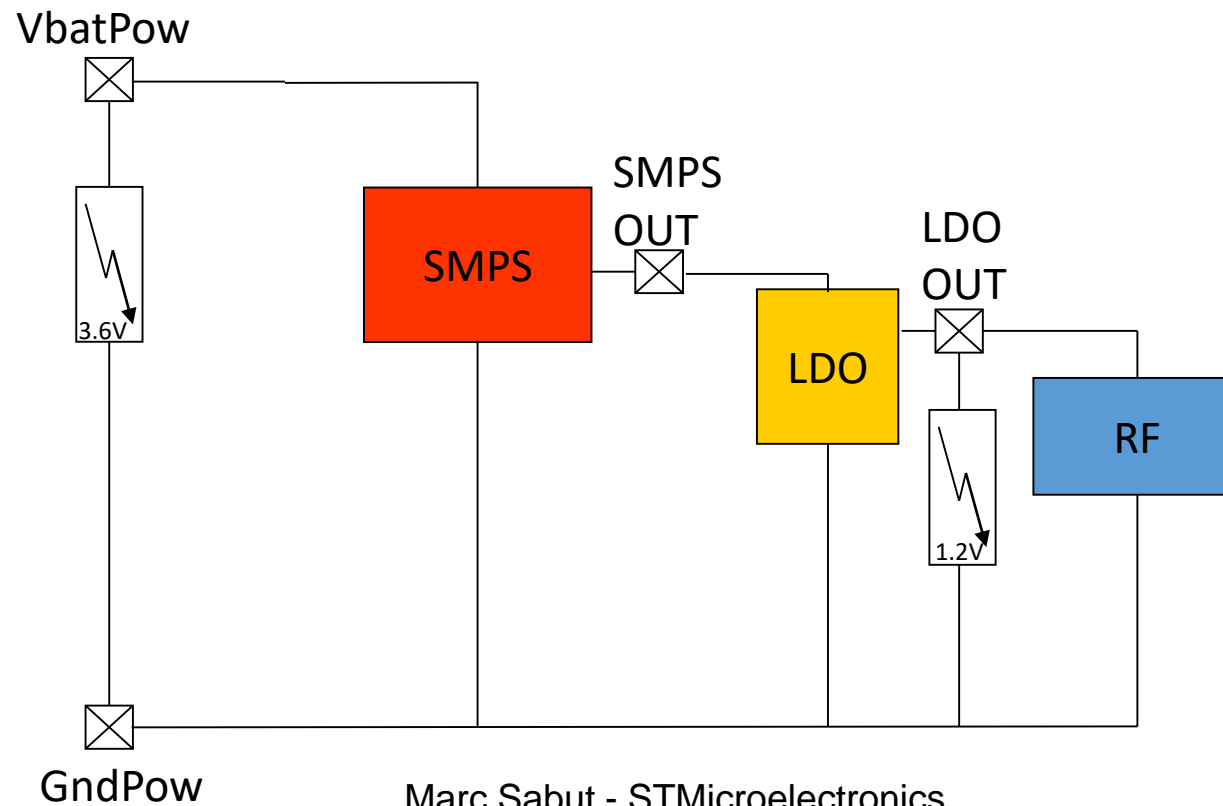 VbatPow
SMPS
OUT
LDO
OUT
SMPS
3.6V
LDO
RF
1.2V
GndPow
Marc Sabut - STMicroelectronics